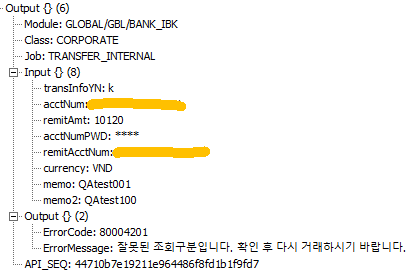 Output {} (6)
Module: GLOBAL/GBL/BANK_IBK
Class: CORPORATE
Job: TRANSFER_INTERNAL
Input {} (8)
transInfoYN: k
acctNum:
remitAmt: 10120
acctNumPWD: ****
remitAcctNum:
currency: VND
memo: QAtest001
memo2: QAtest100
Output {} (2)
ErrorCode: 80004201
ErrorMessage: 잘못된 조회구분입니다. 확인 후 다시 거래하시기 바랍니다.
API_SEQ: 44710b7e19211e964486f8fd1b1f9fd7